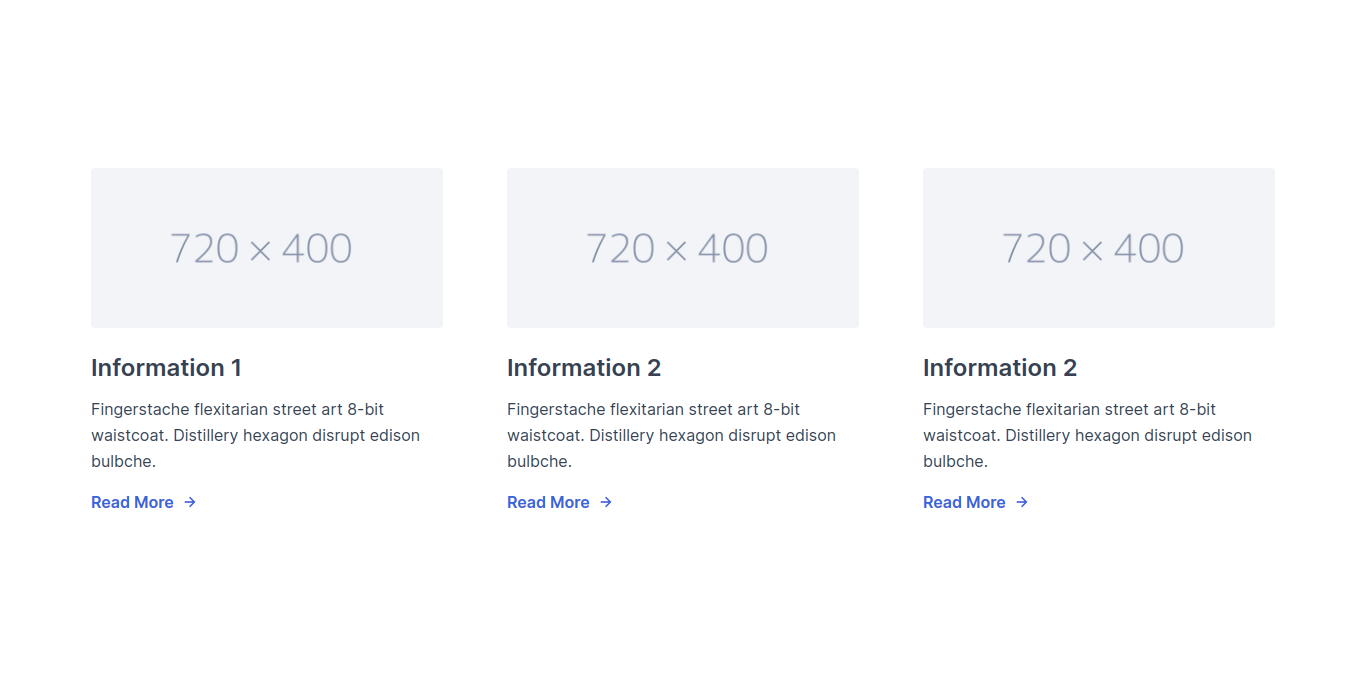 720 × 400
Information 1
Fingerstache flexitarian street art 8-bit
waistcoat. Distillery hexagon disrupt edison
bulbche.
Read More →
720 × 400
Information 2
Fingerstache flexitarian street art 8-bit
waistcoat. Distillery hexagon disrupt edison
bulbche.
Read More →
720 × 400
Information 2
Fingerstache flexitarian street art 8-bit
waistcoat. Distillery hexagon disrupt edison
bulbche.
Read More →